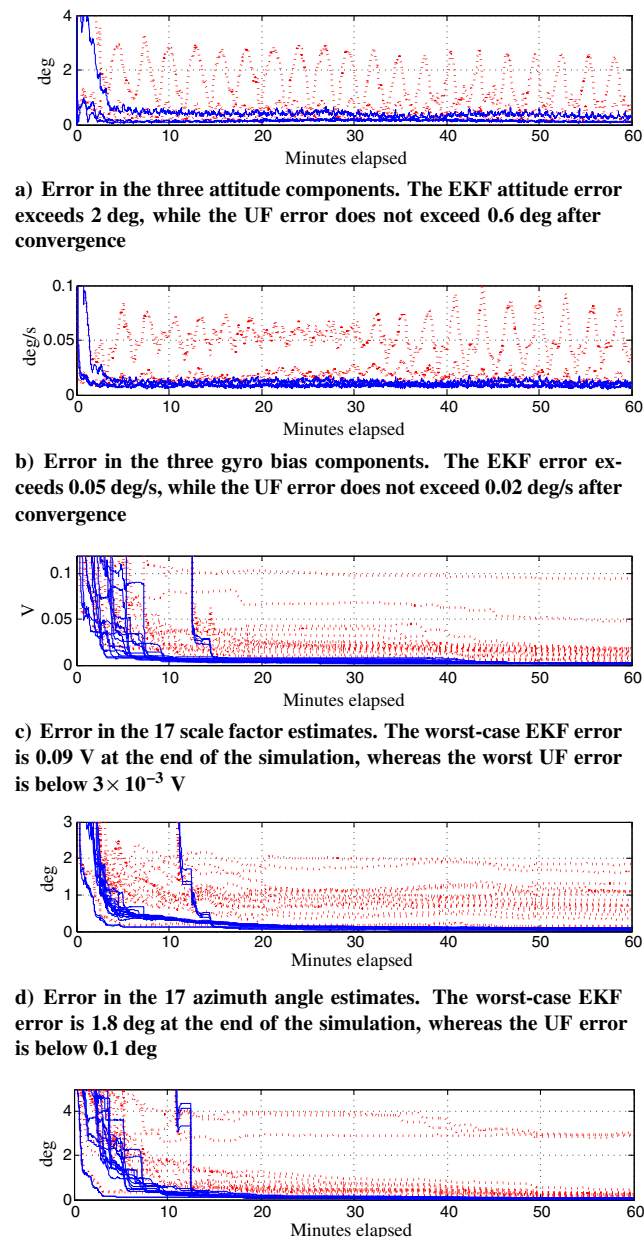 4
2
0
deg
0 10 20 30 40 50 60
Minutes elapsed
a) Error in the three attitude components. The EKF attitude error
exceeds 2 deg, while the UF error does not exceed 0.6 deg after
convergence
0.1
0.05
0
deg/s
0 10 20 30 40 50 60
Minutes elapsed
b) Error in the three gyro bias components. The EKF error ex-
ceeds 0.05 deg/s, while the UF error does not exceed 0.02 deg/s after
convergence
0.1
0.05
0
V
0 10 20 30 40 50 60
Minutes elapsed
c) Error in the 17 scale factor estimates. The worst-case EKF error
is 0.09 V at the end of the simulation, whereas the worst UF error
is below 3 × 10⁻³ V
3
2
1
0
deg
0 10 20 30 40 50 60
Minutes elapsed
d) Error in the 17 azimuth angle estimates. The worst-case EKF
error is 1.8 deg at the end of the simulation, whereas the UF error
is below 0.1 deg
4
2
0
deg
0 10 20 30 40 50 60
Minutes elapsed